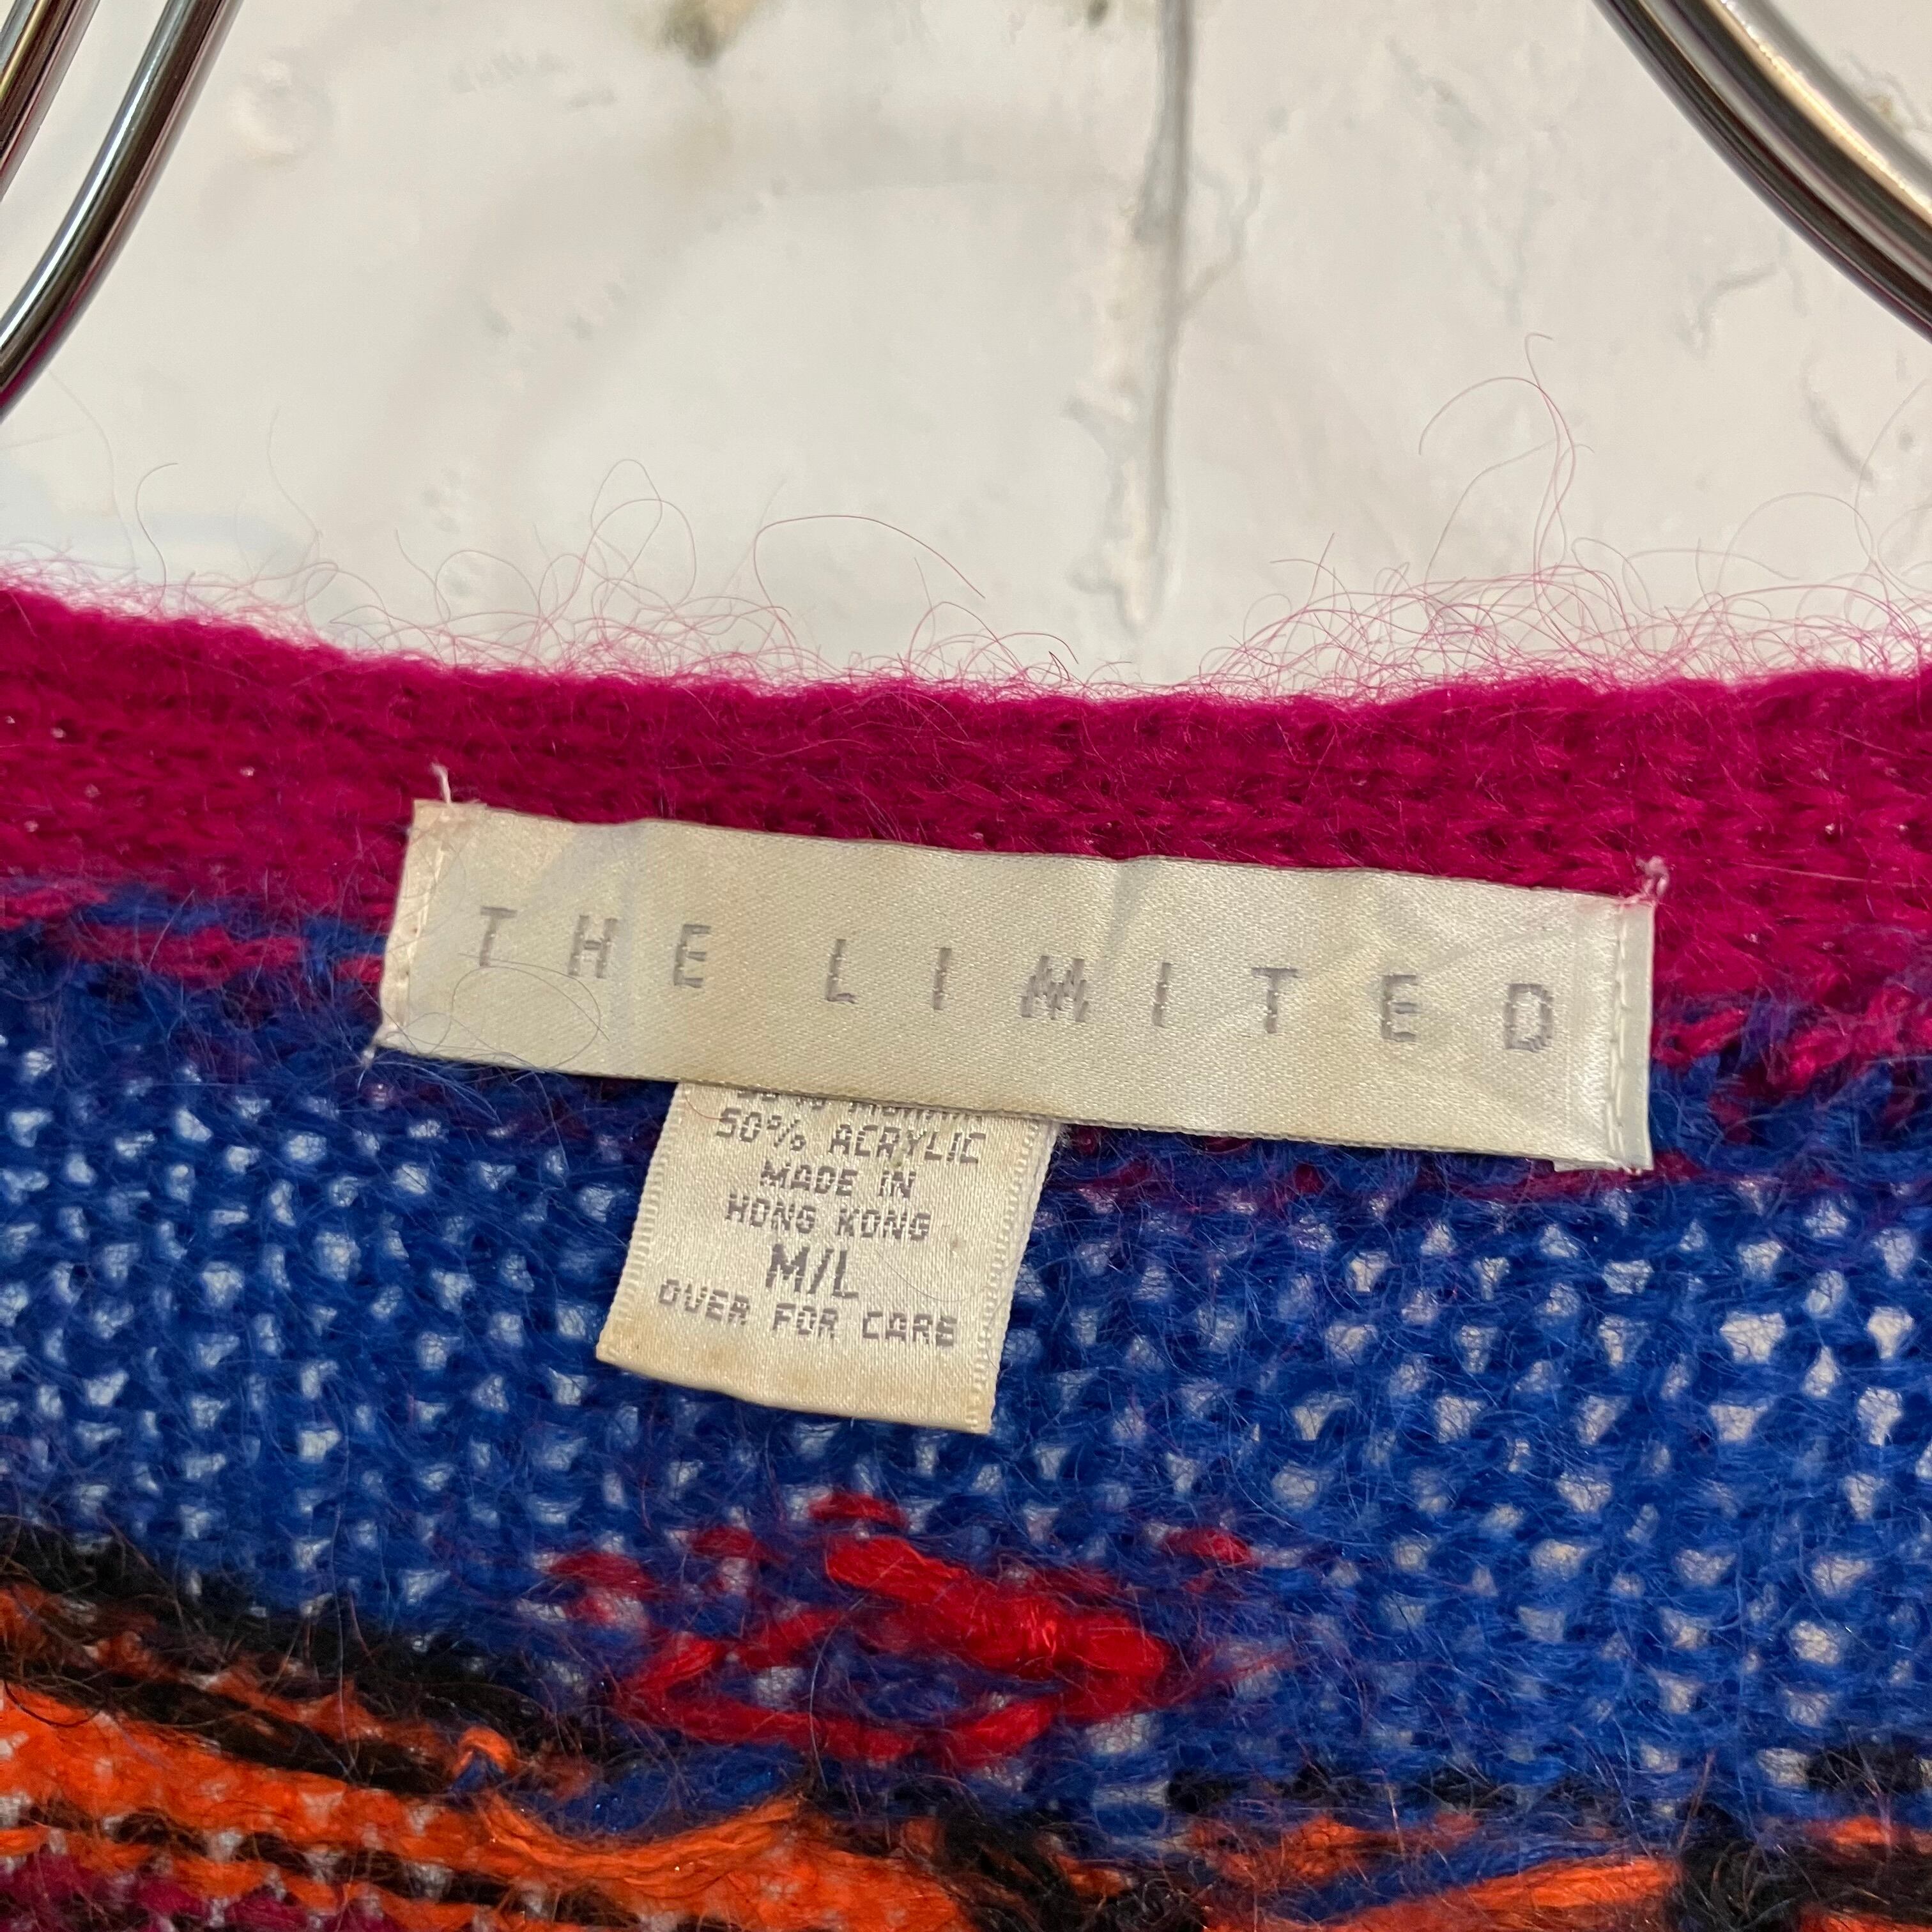 THE LIMITED
50% ACRYLIC
MADE IN
HONG KONG
M/L
OVER FOR CARE